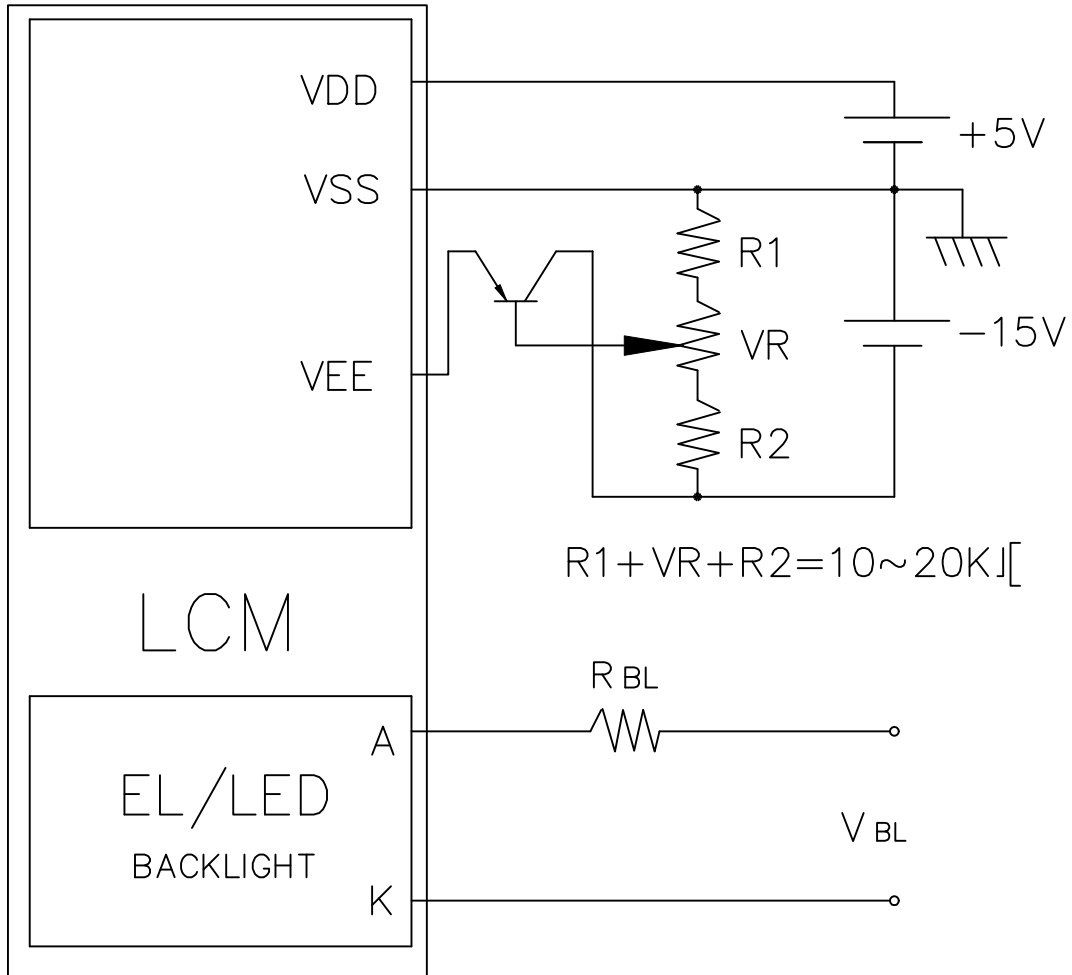 VDD
+5V
VSS
R1
VR
-15V
VEE
R2
R1+VR+R2=10~20K
LCM
R BL
A
EL/LED
V BL
BACKLIGHT
K